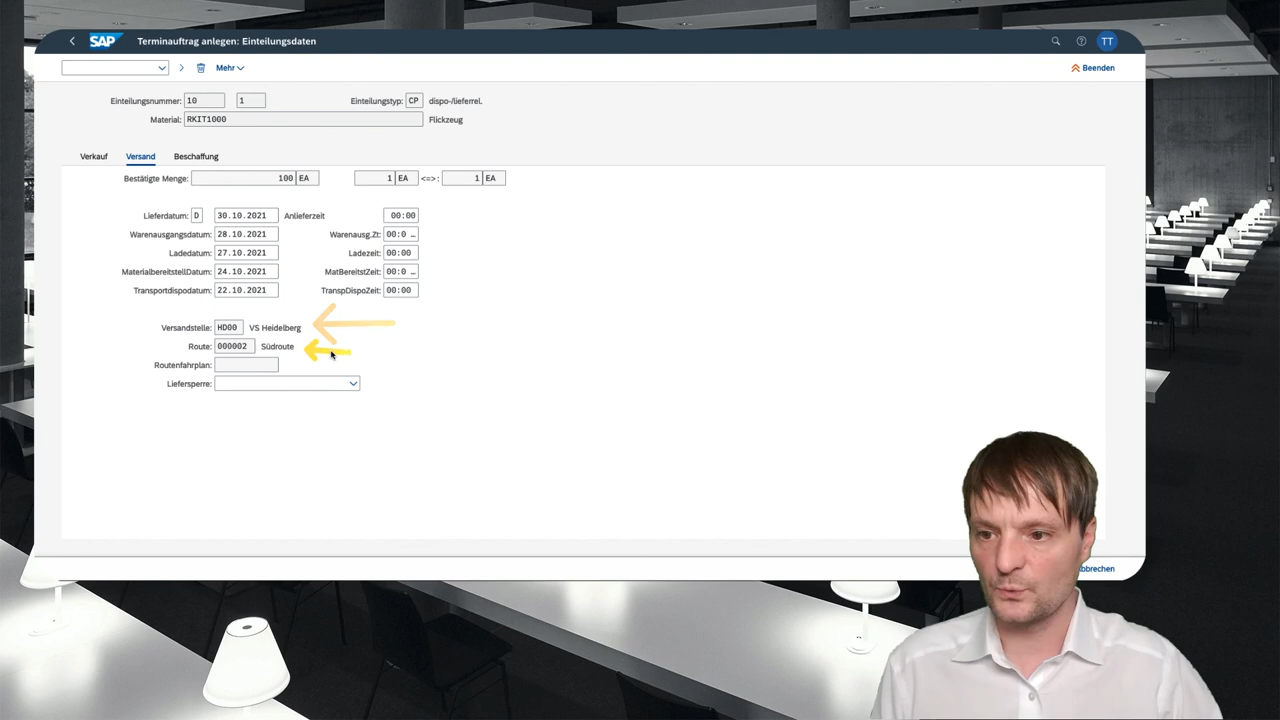 SAP Terminauftrag anlegen: Einteilungsdaten TT
Mehr Beenden
Einteilungsnummer: 10 1 Einteilungstyp: CP dispo-/lieferrel.
Material: RKIT1000 Flickzeug
Verkauf Versand Beschaffung
Bestätigte Menge: 100 EA 1 EA <=>: 1 EA
Lieferdatum: D 30.10.2021 Anlieferzeit 00:00
Warenausgangsdatum: 28.10.2021 Warenausg.Zt: 00:0 ...
Ladedatum: 27.10.2021 Ladezeit: 00:00
MaterialbereitstellDatum: 24.10.2021 MatBereitstZeit: 00:0 ...
Transportdispodatum: 22.10.2021 TranspDispoZeit: 00:00
Versandstelle: HD00 VS Heidelberg
Route: 000002 Südroute
Routenfahrplan:
Liefersperre:
bbrechen